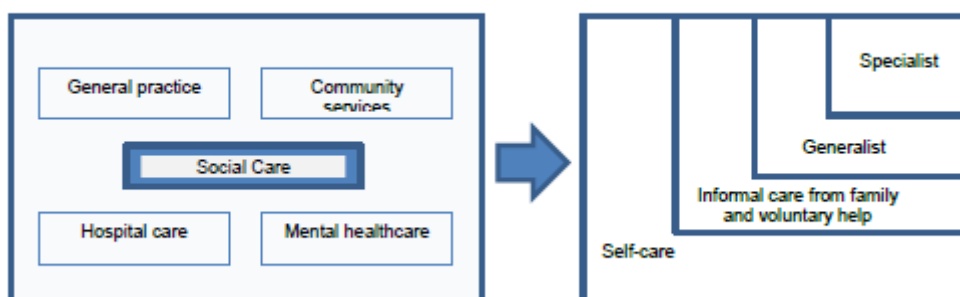 General practice
Community
services
Social Care
Hospital care
Mental healthcare
Specialist
Generalist
Informal care from family
and voluntary help
Self-care